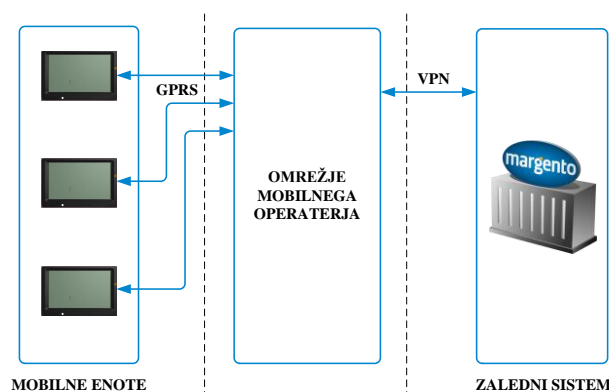 GPRS
VPN
OMREŽJE
MOBILNEGA
OPERATERJA
margento
MOBILNE ENOTE
ZALEDNI SISTEM